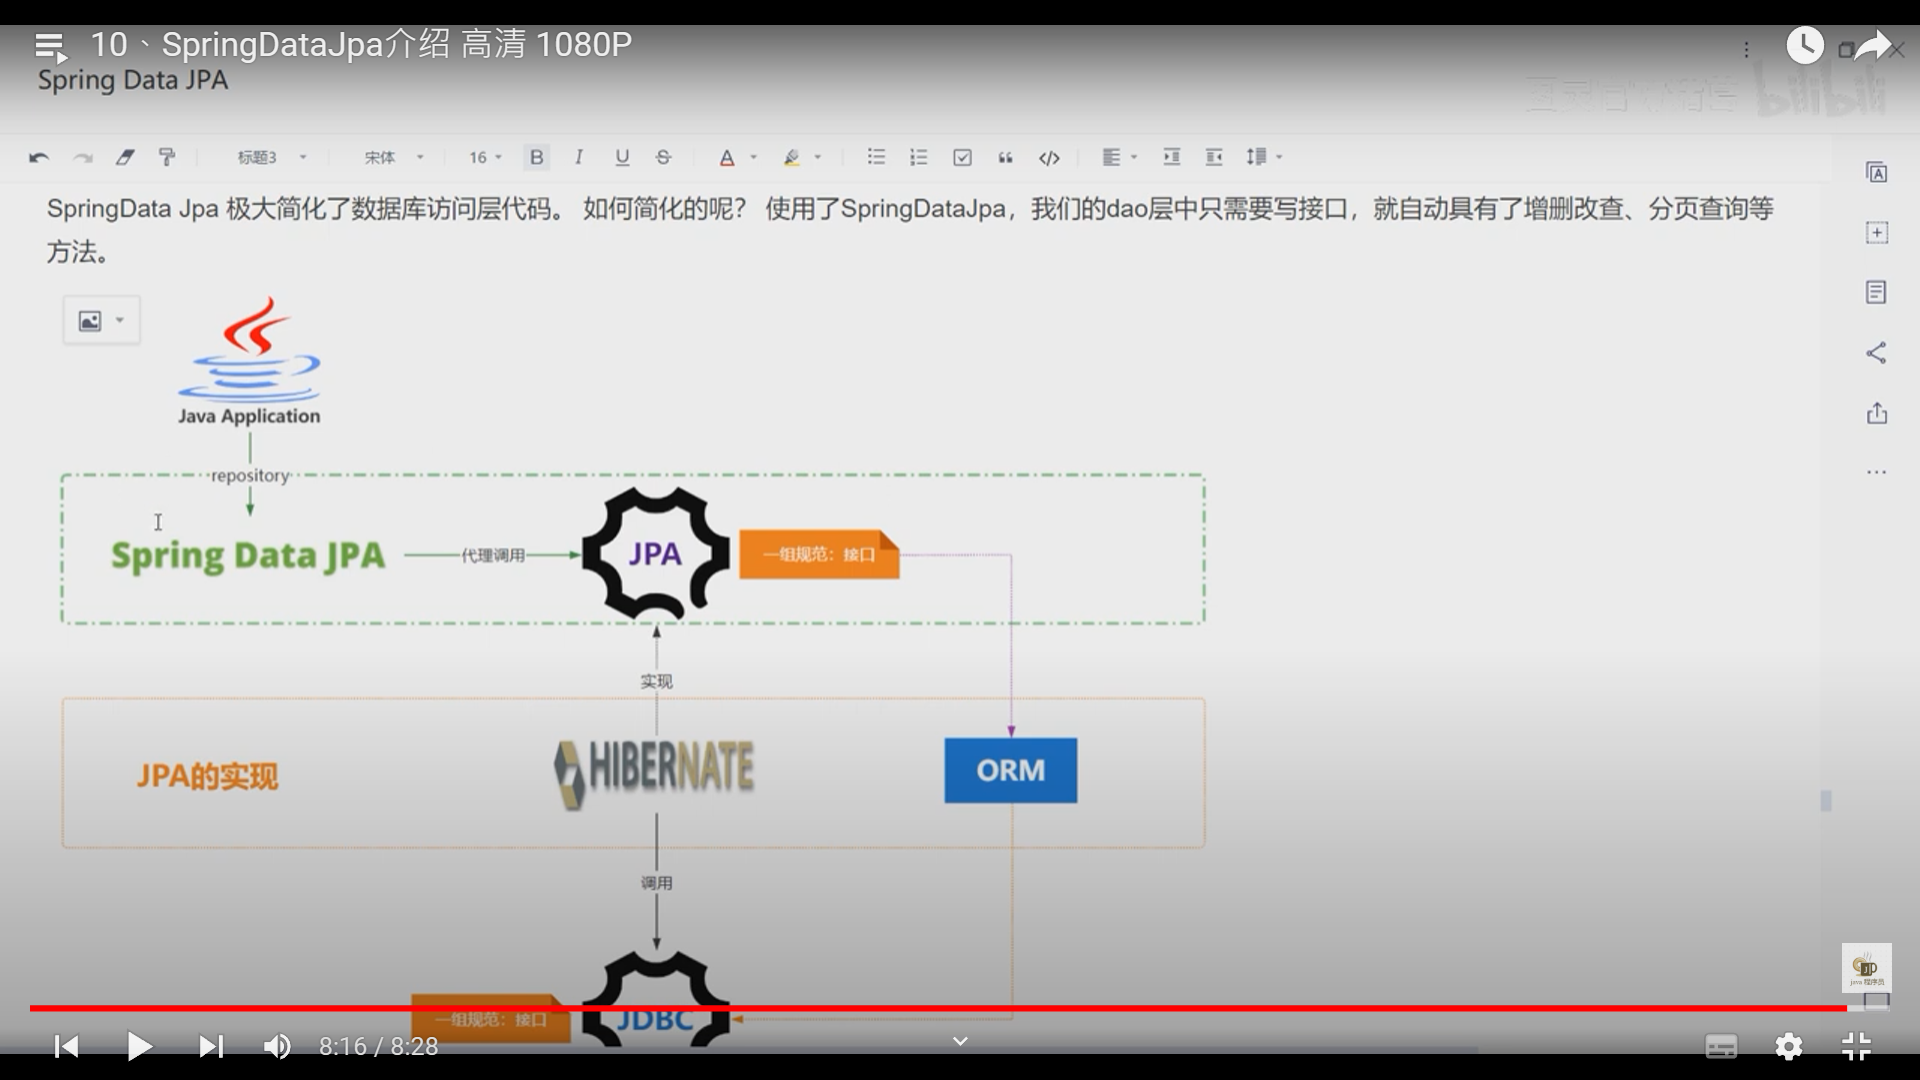 10、SpringDataJpa介绍 高清 1080P
Spring Data JPA
bilibili
标题3 宋体 16 B I U S A
SpringData Jpa 极大简化了数据库访问层代码。 如何简化的呢？ 使用了SpringDataJpa，我们的dao层中只需要写接口，就自动具有了增删改查、分页查询等
方法。
Java Application
repository
Spring Data JPA
代理调用
JPA
一组规范：接口
实现
JPA的实现
HIBERNATE
ORM
调用
一组规范：接口
JDBC
java 程序员
8:16 / 8:28